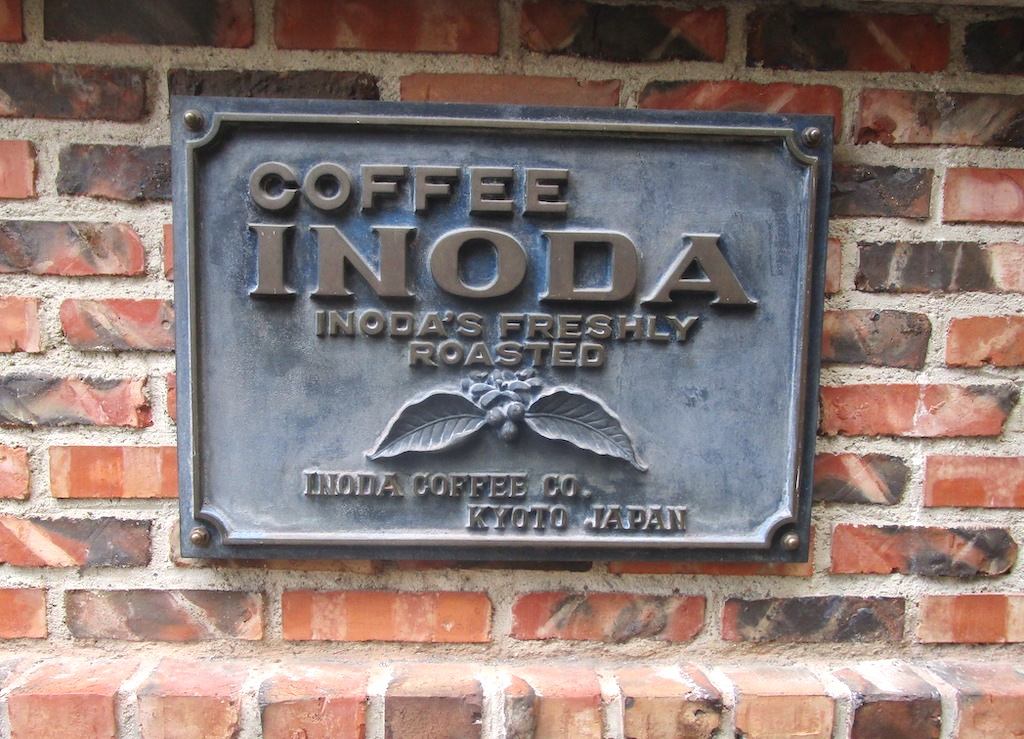 COFFEE
INODA
INODA'S FRESHLY
ROASTED
INODA COFFEE CO.
KYOTO JAPAN